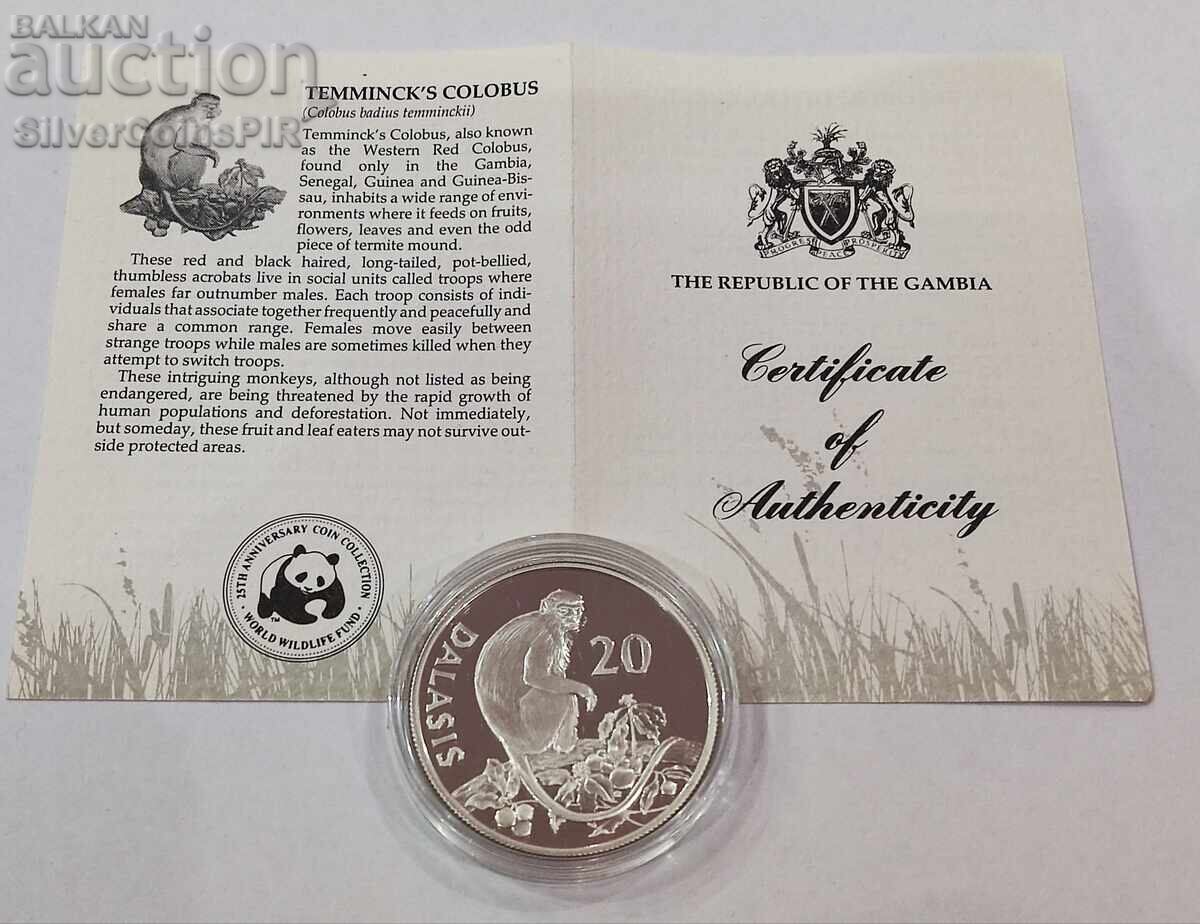 BALKAN
auction
SilverCoinsPIR
TEMMINCK'S COLOBUS
(Colobus badius temminckii)
Temminck's Colobus, also known
as the Western Red Colobus,
found only in the Gambia,
Senegal, Guinea and Guinea-Bis-
sau, inhabits a wide range of envi-
ronments where it feeds on fruits,
flowers, leaves and even the odd
piece of termite mound.
These red and black haired, long-tailed, pot-bellied,
thumbless acrobats live in social units called troops where
females far outnumber males. Each troop consists of indi-
viduals that associate together frequently and peacefully and
share a common range. Females move easily between
strange troops while males are sometimes killed when they
attempt to switch troops.
These intriguing monkeys, although not listed as being
endangered, are being threatened by the rapid growth of
human populations and deforestation. Not immediately,
but someday, these fruit and leaf eaters may not survive out-
side protected areas.
25TH ANNIVERSARY COIN COLLECTION
TM
WORLD WILDLIFE FUND
PROGRESS PEACE PROSPERITY
THE REPUBLIC OF THE GAMBIA
Certificate
of
Authenticity
20
DALASIS